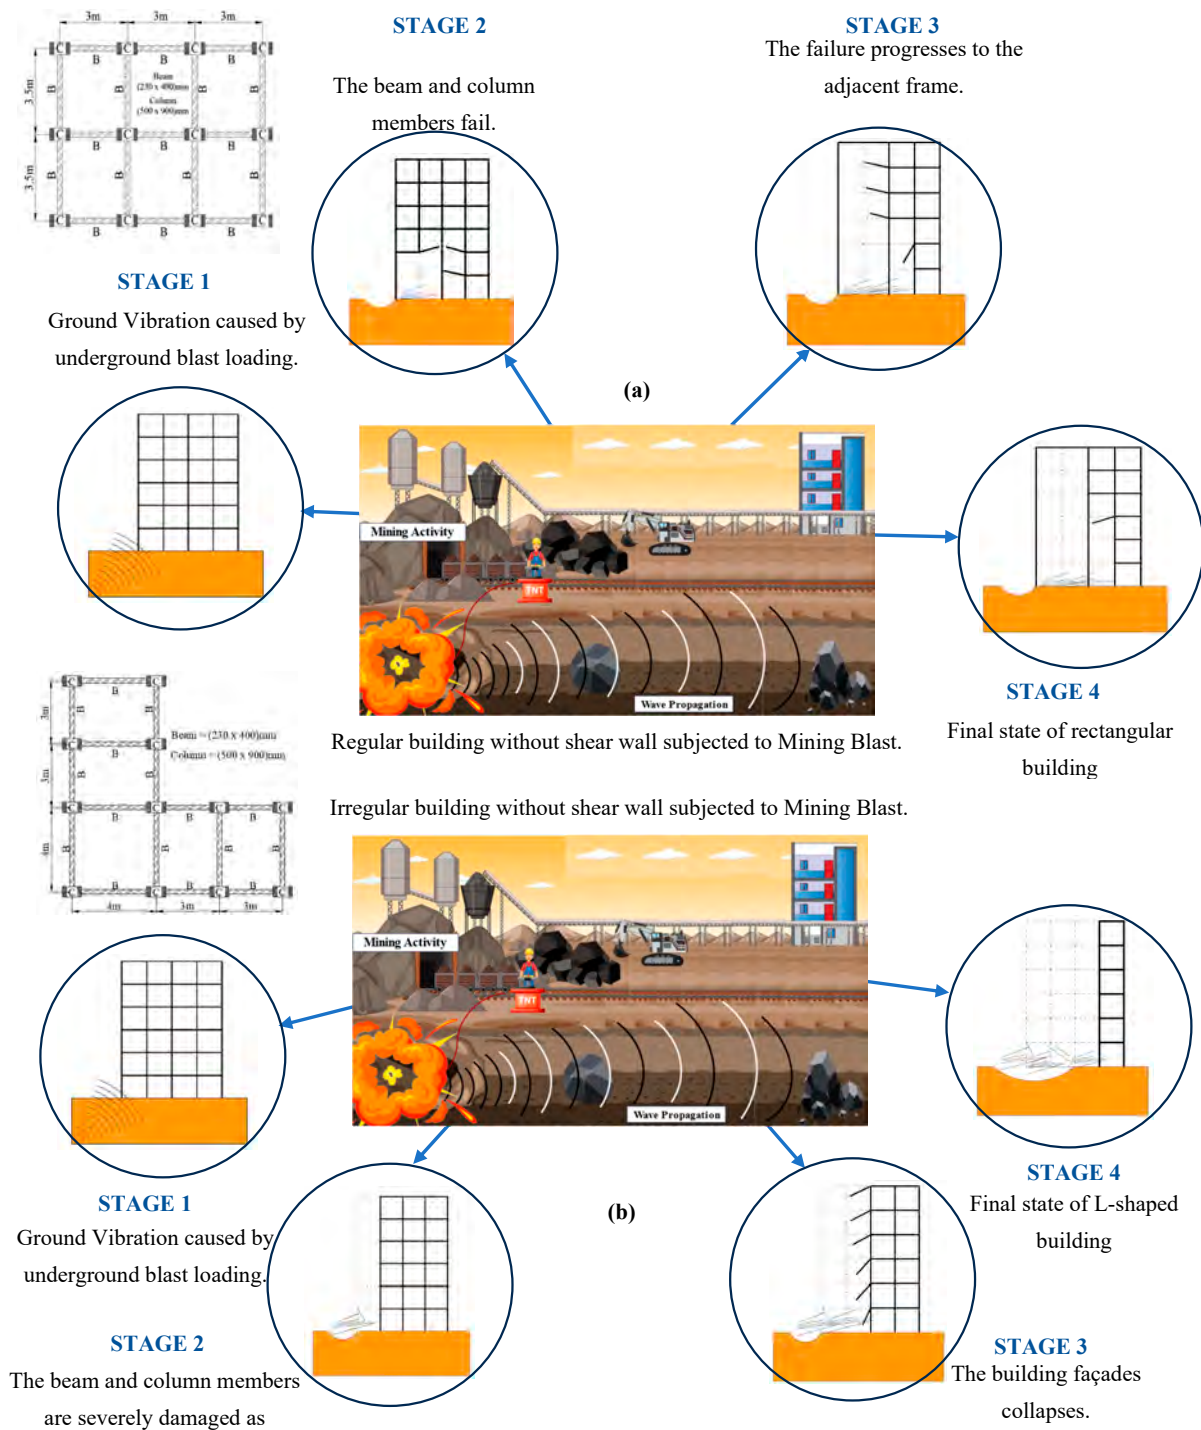 3m 3m 3m
C C C C
B B B
3.5m B B B B
Beam
(230 x 400)mm
Column
(500 x 900)mm
C C C C
B B B
3.5m B B B B
C C C C
B B B
STAGE 1
Ground Vibration caused by
underground blast loading.
STAGE 2
The beam and column
members fail.
STAGE 3
The failure progresses to the
adjacent frame.
(a)
Mining Activity
TNT
Wave Propagation
STAGE 4
Final state of rectangular
building
Regular building without shear wall subjected to Mining Blast.
Irregular building without shear wall subjected to Mining Blast.
C C
B
3m B B
Beam = (230 x 400)mm
Column = (500 x 900)mm
C C
B
3m B B
C C C C
B B B
4m B B B B
C C C C
B B B
4m 3m 3m
Mining Activity
TNT
Wave Propagation
STAGE 1
Ground Vibration caused by
underground blast loading.
STAGE 2
The beam and column members
are severely damaged as
(b)
STAGE 3
The building façades
collapses.
STAGE 4
Final state of L-shaped
building